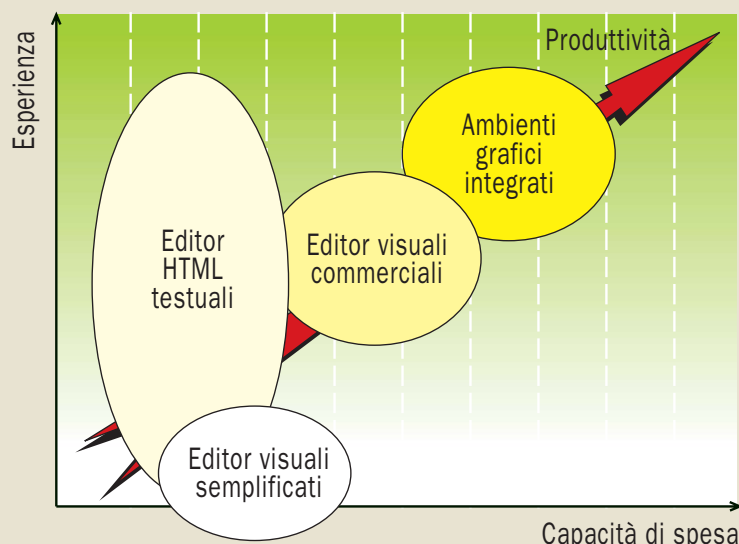 Esperienza
Produttività
Ambienti
grafici
integrati
Editor
HTML
testuali
Editor visuali
commerciali
Editor visuali
semplificati
Capacità di spesa